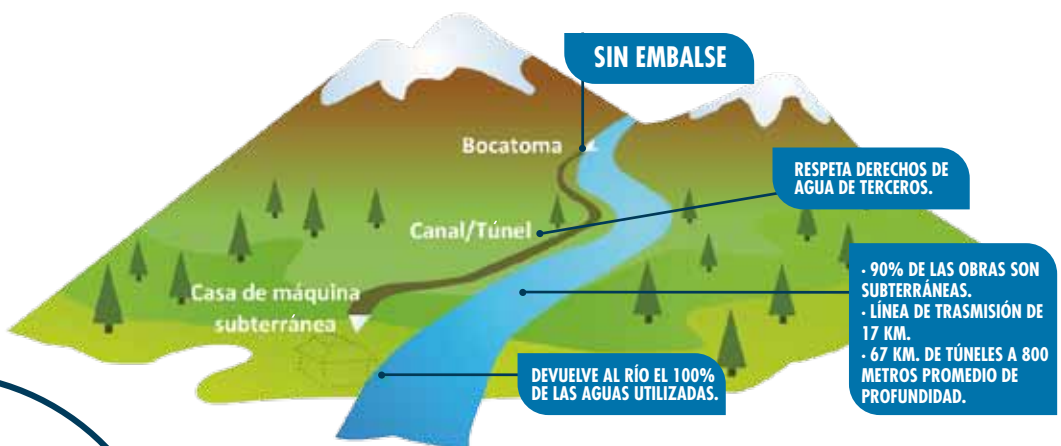 SIN EMBALSE
Bocatoma
RESPETA DERECHOS DE
AGUA DE TERCEROS.
Canal/Túnel
· 90% DE LAS OBRAS SON
SUBTERRÁNEAS.
· LÍNEA DE TRASMISIÓN DE
17 KM.
· 67 KM. DE TÚNELES A 800
METROS PROMEDIO DE
PROFUNDIDAD.
Casa de máquina
subterránea
DEVUELVE AL RÍO EL 100%
DE LAS AGUAS UTILIZADAS.